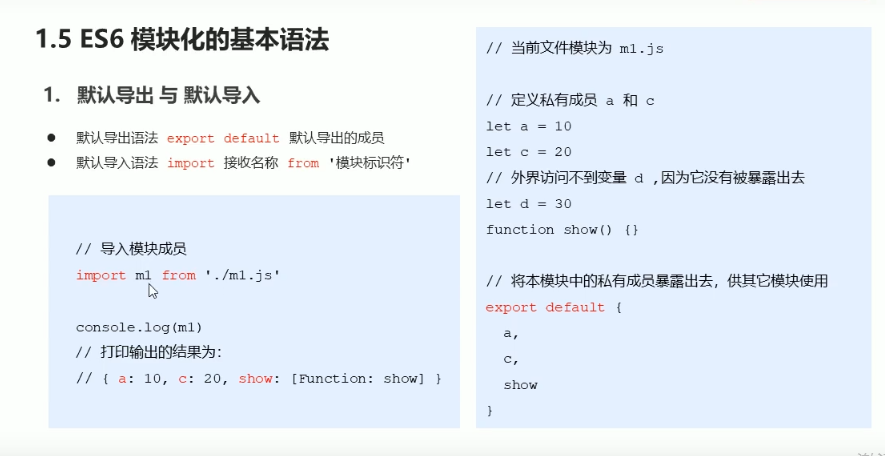 1.5 ES6 模块化的基本语法
1. 默认导出 与 默认导入
● 默认导出语法 export default 默认导出的成员
● 默认导入语法 import 接收名称 from '模块标识符'
// 导入模块成员
import m1 from './m1.js'
console.log(m1)
// 打印输出的结果为：
// { a: 10, c: 20, show: [Function: show] }
// 当前文件模块为 m1.js
// 定义私有成员 a 和 c
let a = 10
let c = 20
// 外界访问不到变量 d ,因为它没有被暴露出去
let d = 30
function show() {}
// 将本模块中的私有成员暴露出去，供其它模块使用
export default {
a,
c,
show
}